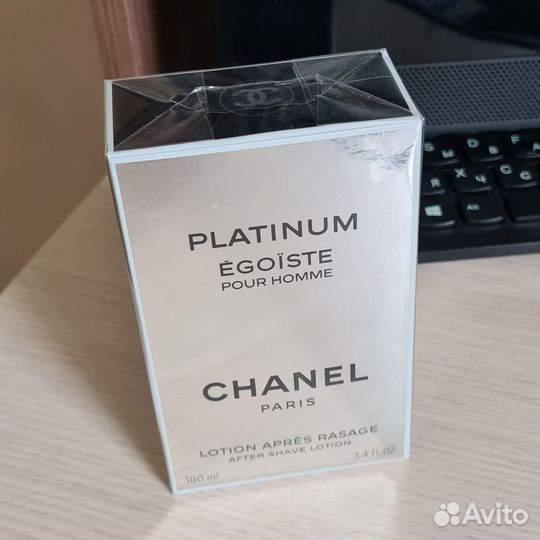 PLATINUM
ÉGOÏSTE
POUR HOMME
CHANEL
PARIS
LOTION APRÈS RASAGE
AFTER SHAVE LOTION
100 ml 3.4 FL.OZ.
Alt
Я
Avito